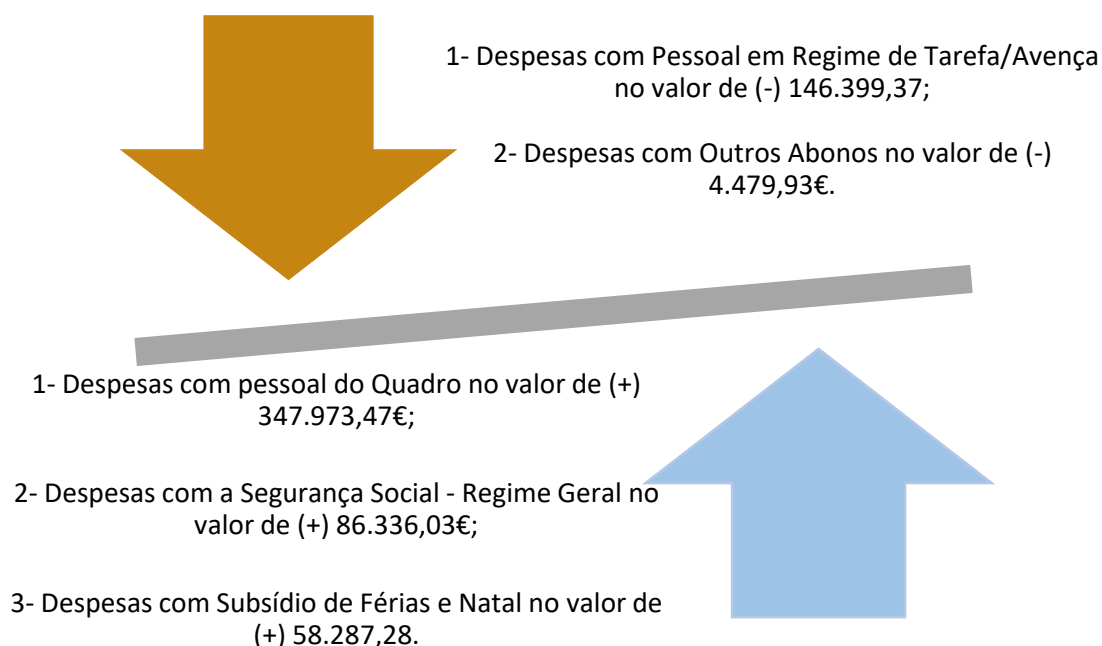 1- Despesas com Pessoal em Regime de Tarefa/Avença
no valor de (-) 146.399,37;
2- Despesas com Outros Abonos no valor de (-)
4.479,93€.
1- Despesas com pessoal do Quadro no valor de (+)
347.973,47€;
2- Despesas com a Segurança Social - Regime Geral no
valor de (+) 86.336,03€;
3- Despesas com Subsídio de Férias e Natal no valor de
(+) 58.287,28.